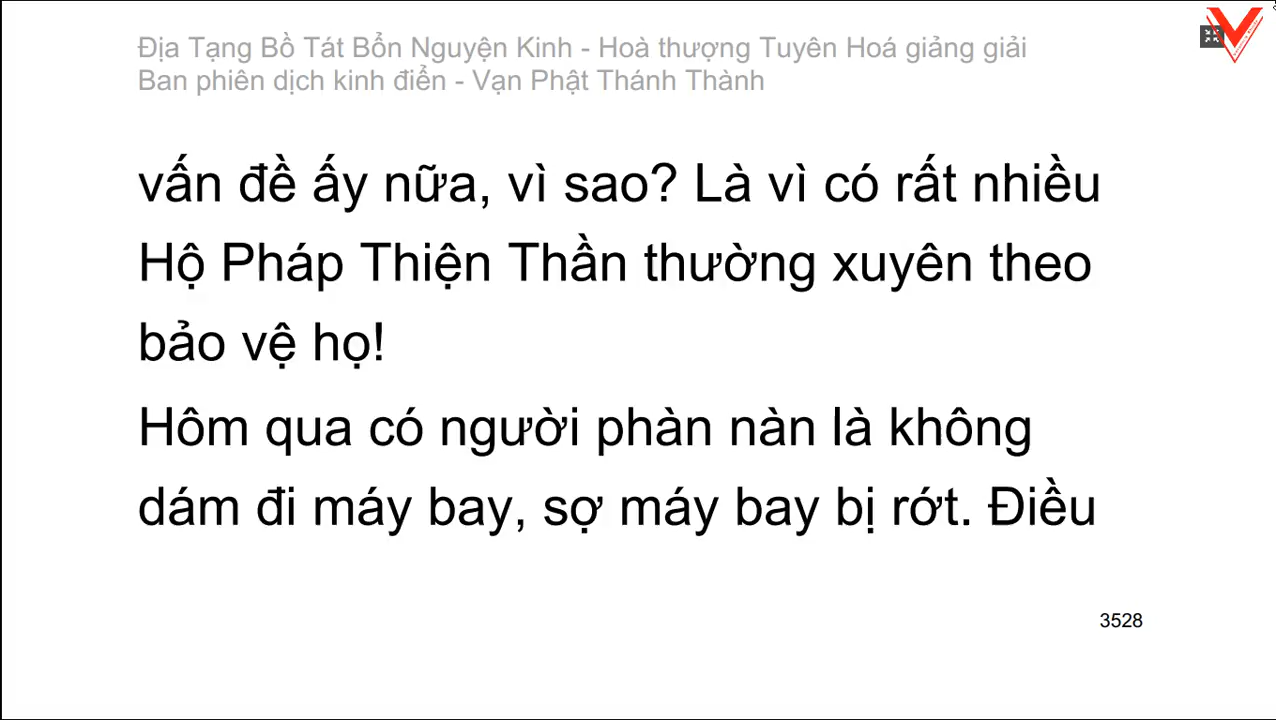 Địa Tạng Bồ Tát Bổn Nguyện Kinh - Hoà thượng Tuyên Hoá giảng giải
Ban phiên dịch kinh điển - Vạn Phật Thánh Thành
vấn đề ấy nữa, vì sao? Là vì có rất nhiều
Hộ Pháp Thiện Thần thường xuyên theo
bảo vệ họ!
Hôm qua có người phàn nàn là không
dám đi máy bay, sợ máy bay bị rớt. Điều
3528